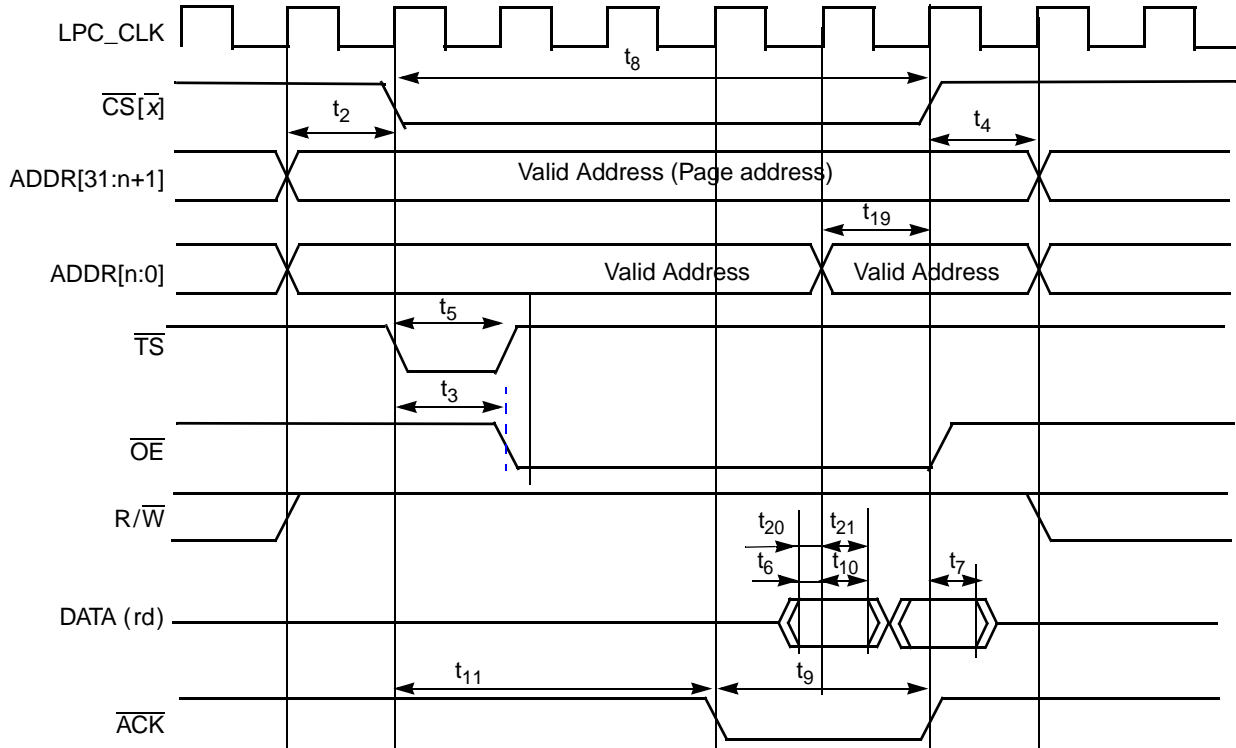 LPC_CLK
t8
CS[x]
t2
t4
ADDR[31:n+1]
Valid Address (Page address)
t19
ADDR[n:0]
Valid Address
Valid Address
t5
TS
t3
OE
R/W
t20
t21
t6
t10
t7
DATA (rd)
t11
t9
ACK